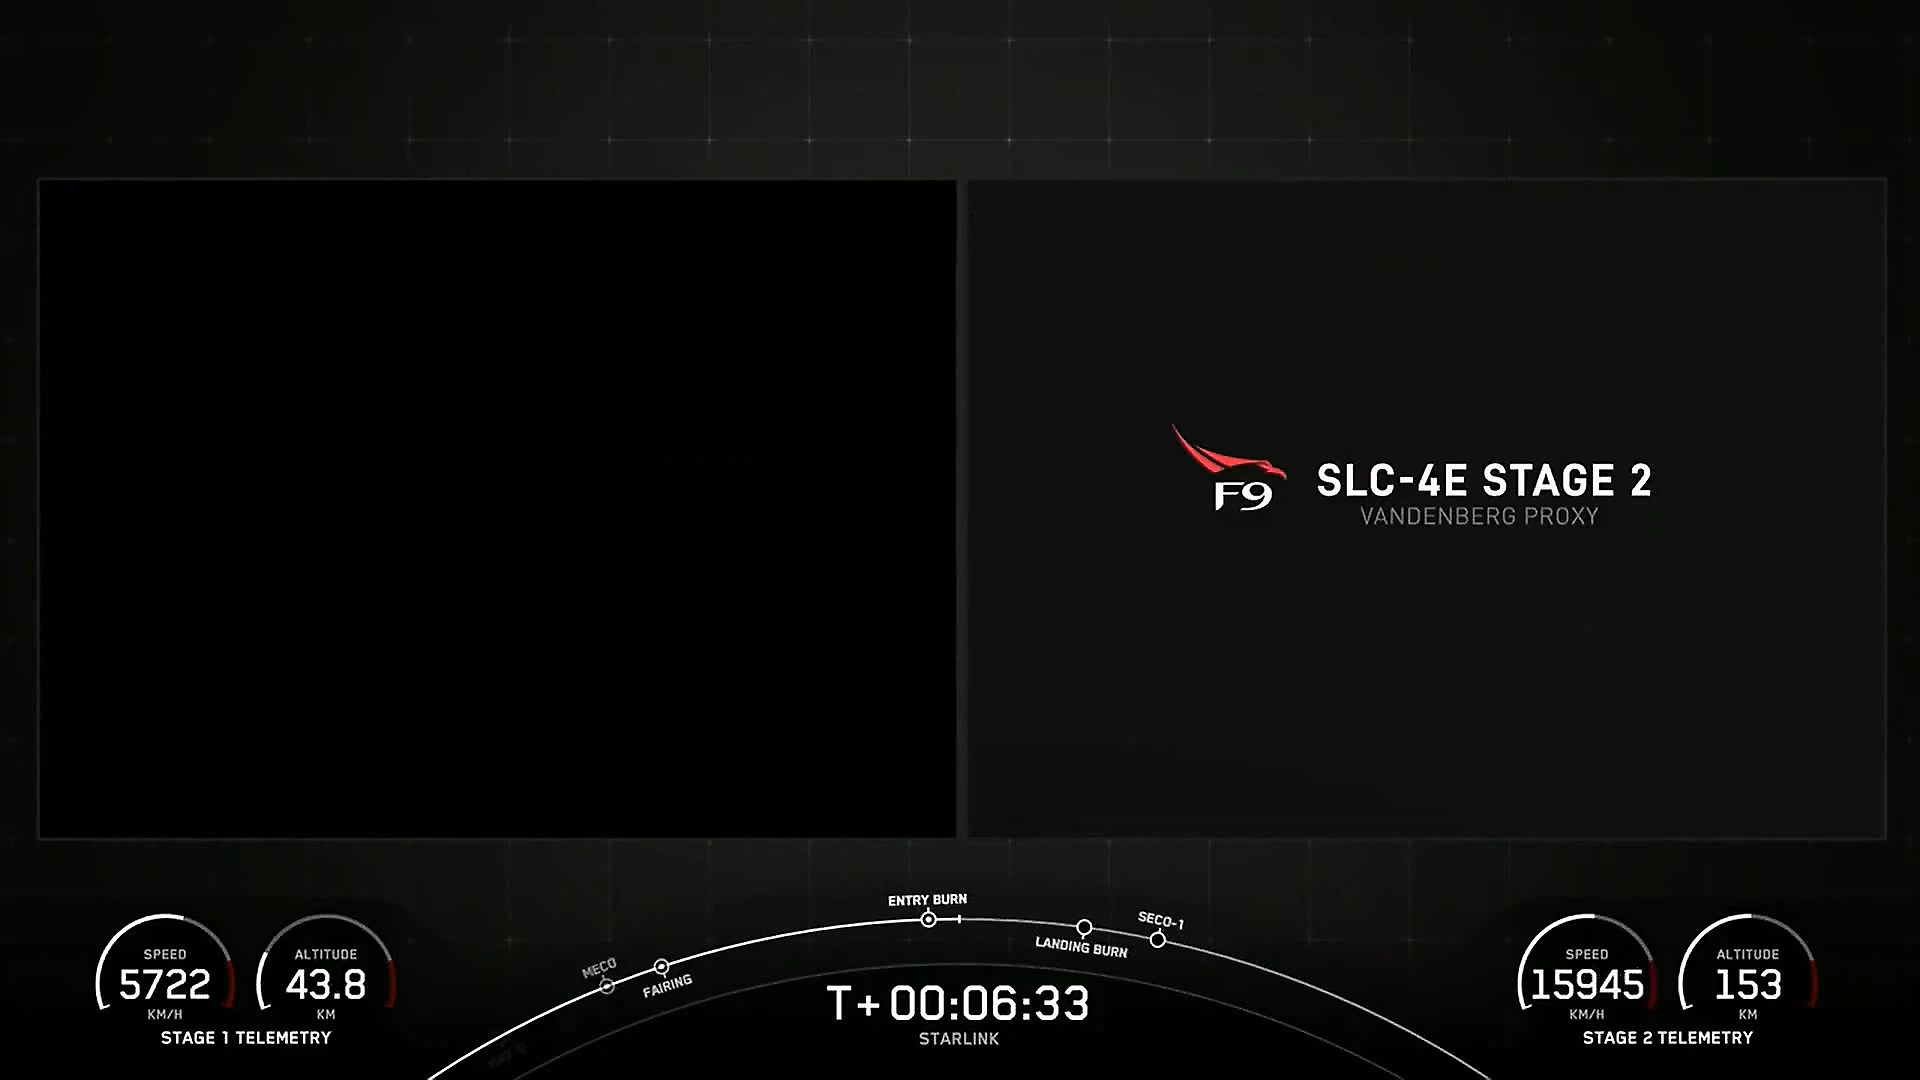 F9
SLC-4E STAGE 2
VANDENBERG PROXY
ENTRY BURN
SECO-1
LANDING BURN
MECO
FAIRING
SPEED
5722
KM/H
ALTITUDE
43.8
KM
STAGE 1 TELEMETRY
T+00:06:33
STARLINK
SPEED
15945
KM/H
ALTITUDE
153
KM
STAGE 2 TELEMETRY